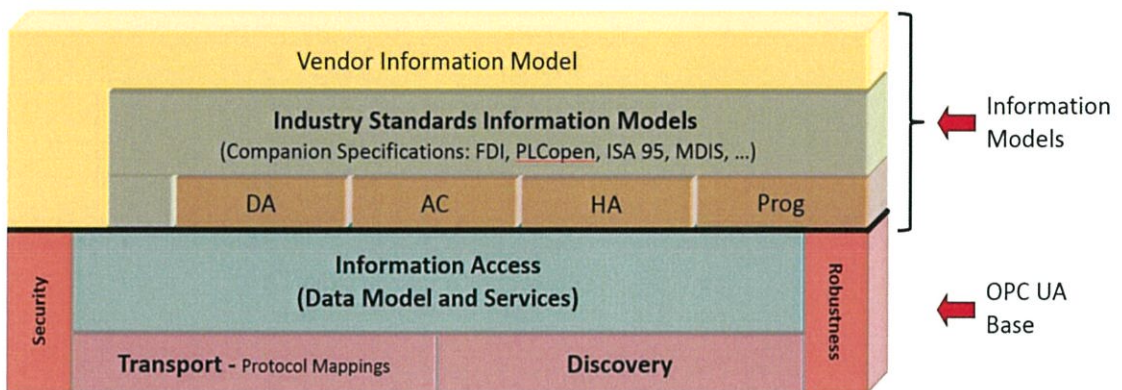 Vendor Information Model
Industry Standards Information Models
(Companion Specifications: FDI, PLCopen, ISA 95, MDIS, ...)
DA
AC
HA
Prog
Information
Models
Security
Information Access
(Data Model and Services)
Robustness
OPC UA
Base
Transport - Protocol Mappings
Discovery